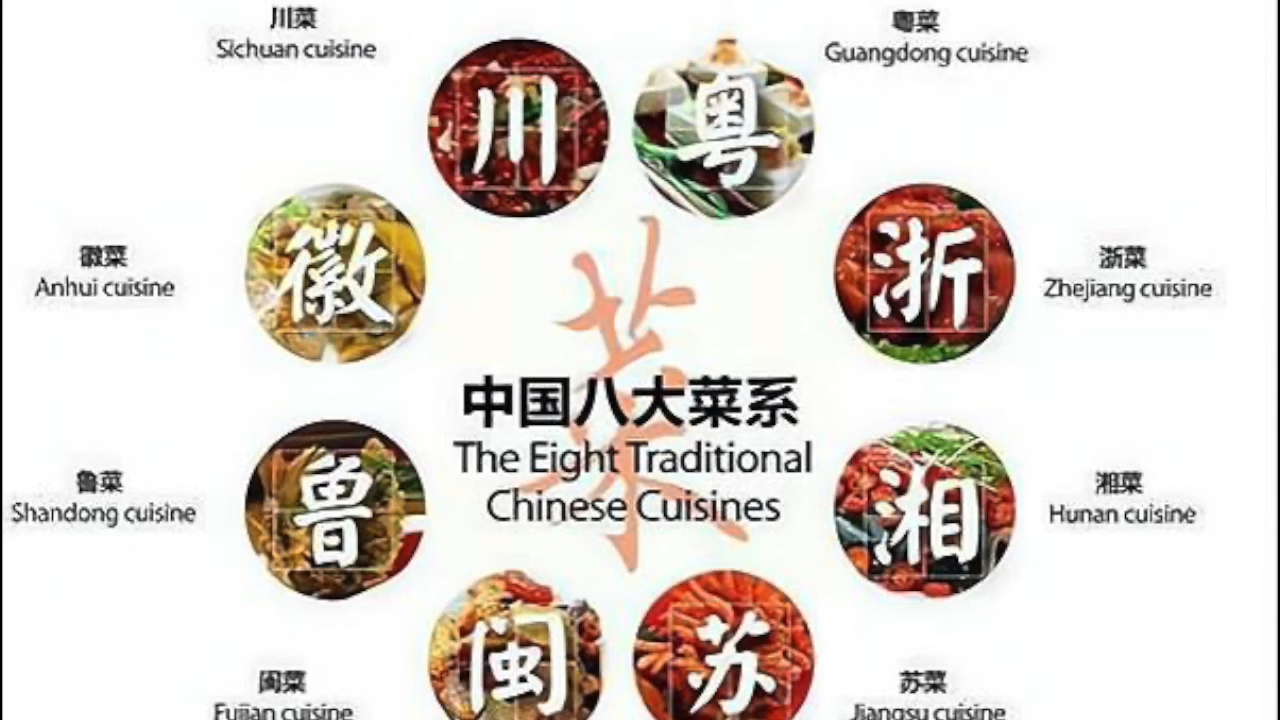 川菜
Sichuan cuisine
粤菜
Guangdong cuisine
川
粤
徽菜
Anhui cuisine
徽
浙
浙菜
Zhejiang cuisine
菜
中国八大菜系
The Eight Traditional
Chinese Cuisines
鲁菜
Shandong cuisine
鲁
湘
湘菜
Hunan cuisine
闽菜
Fujian cuisine
闽
苏
苏菜
Jiangsu cuisine